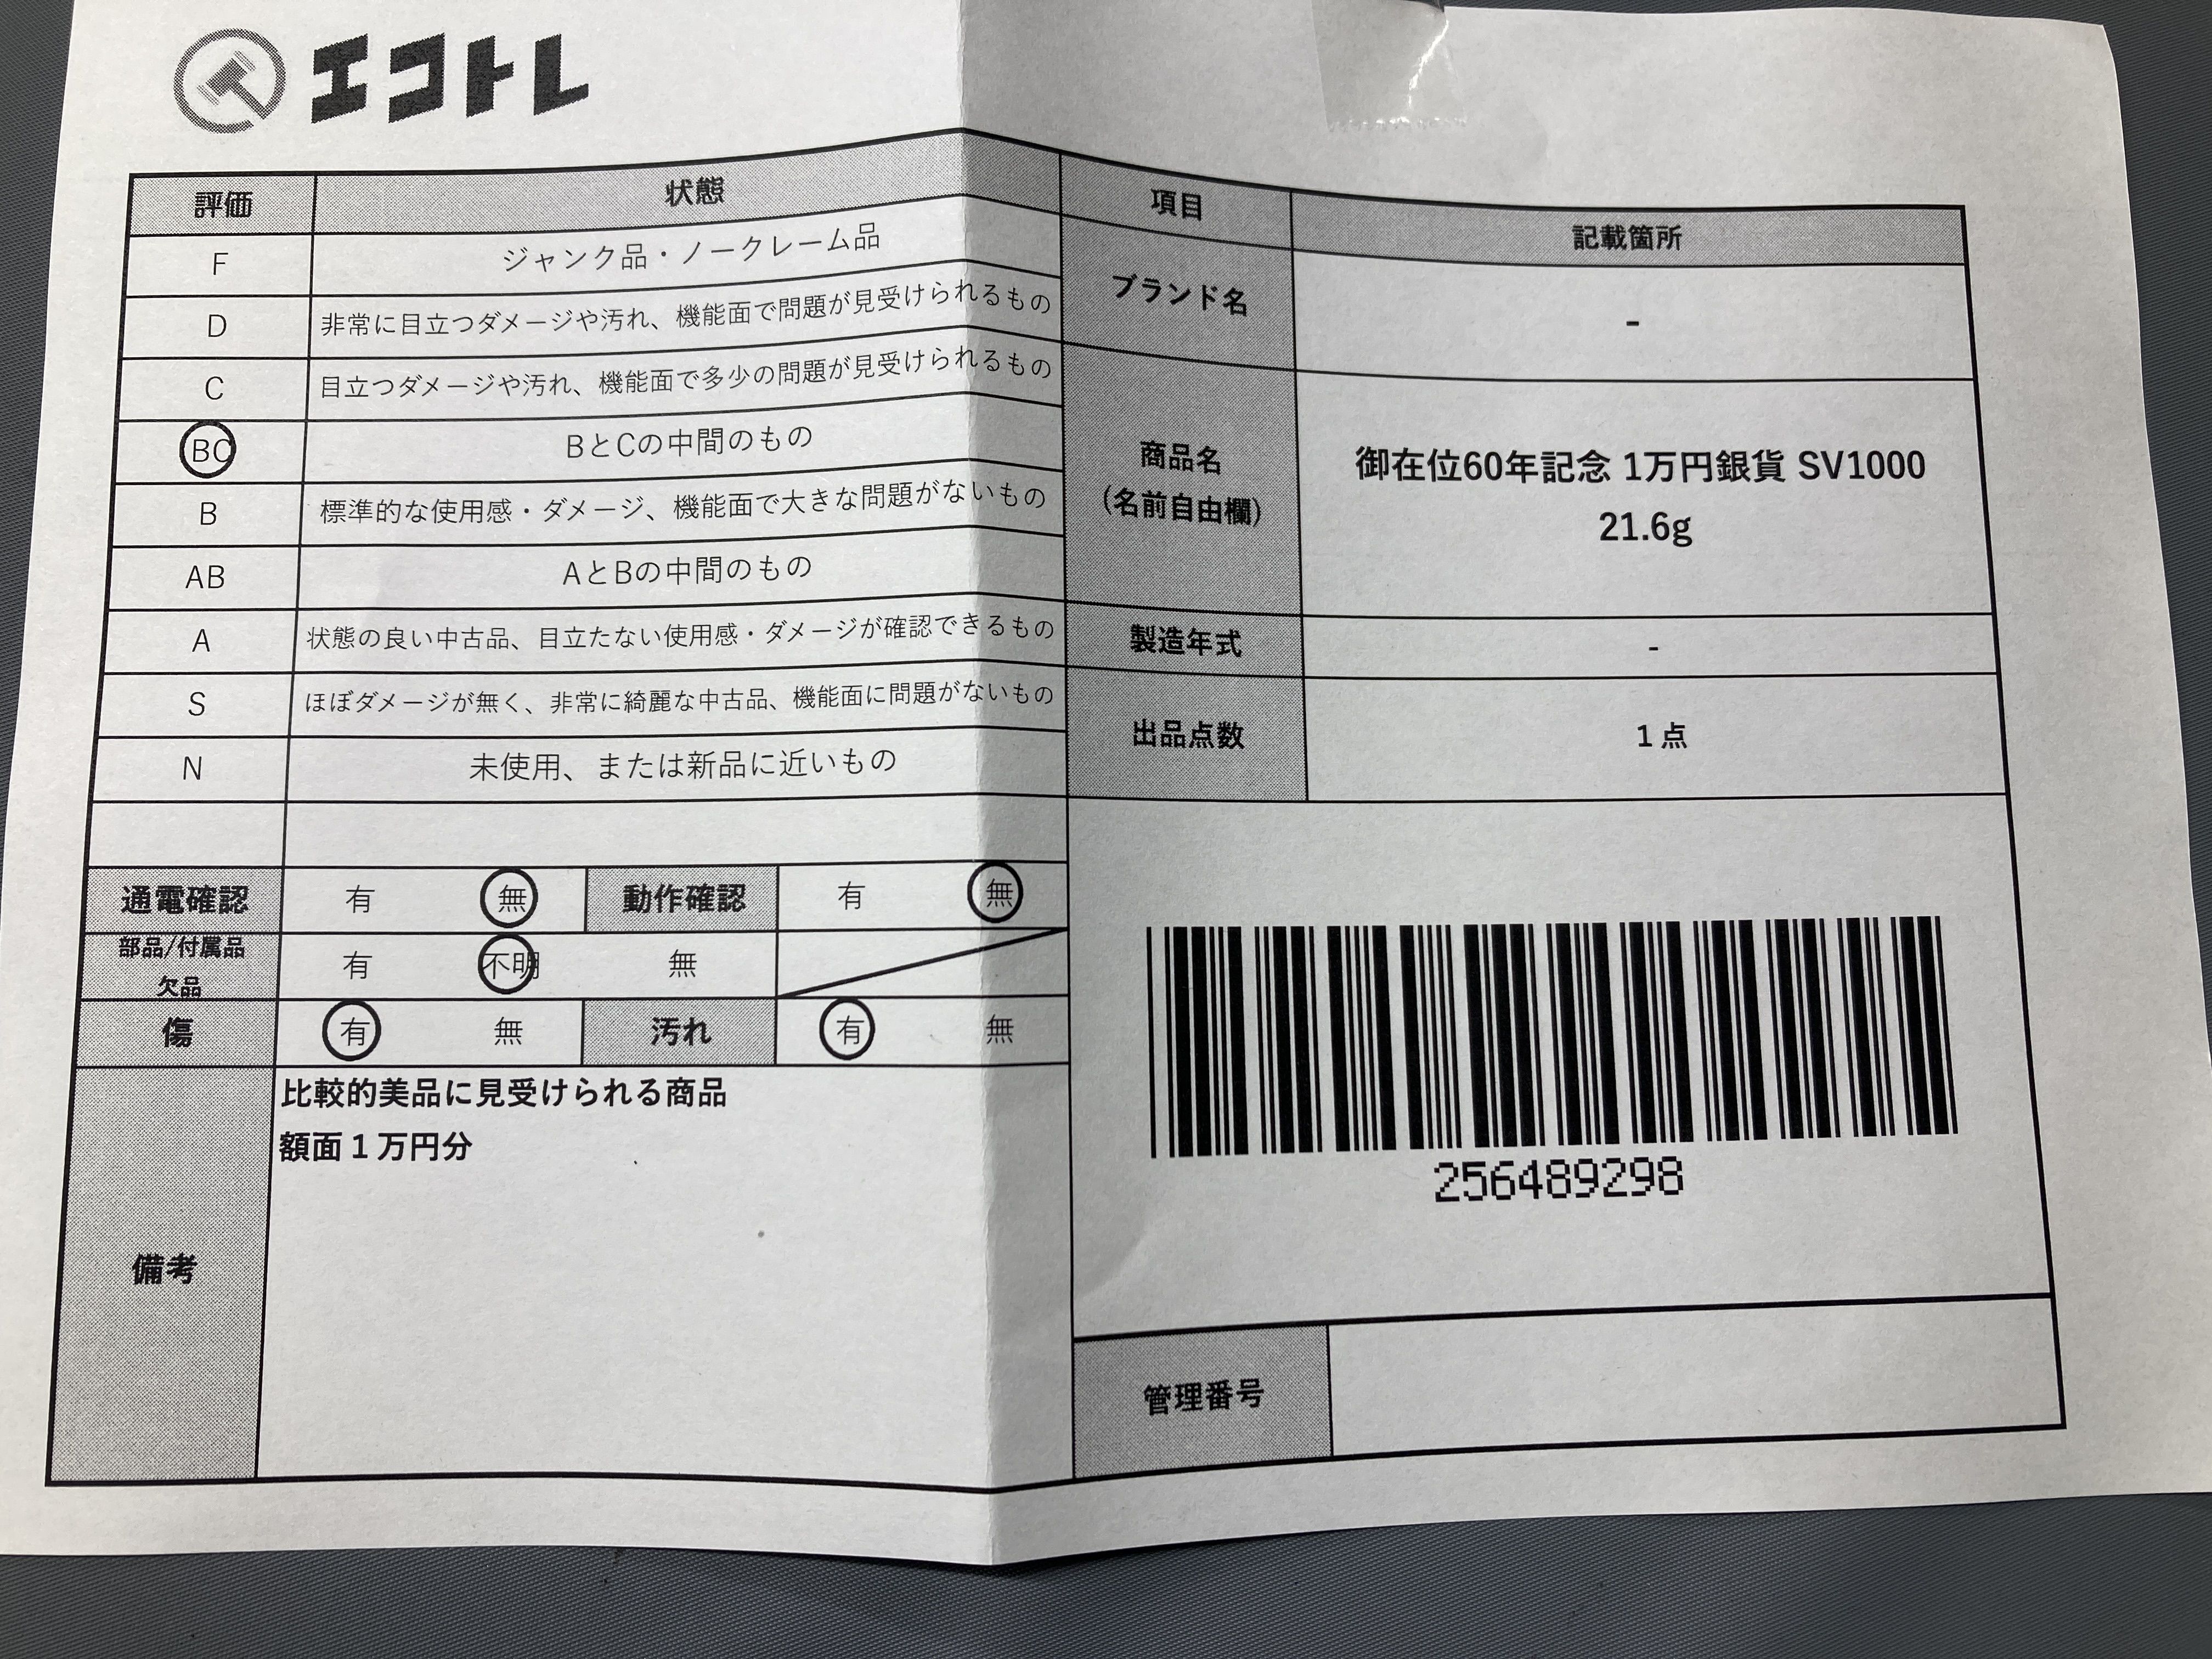 エコトレ
評価 状態
F ジャンク品・ノークレーム品
D 非常に目立つダメージや汚れ、機能面で問題が見受けられるもの
C 目立つダメージや汚れ、機能面で多少の問題が見受けられるもの
BC BとCの中間のもの
B 標準的な使用感・ダメージ、機能面で大きな問題がないもの
AB AとBの中間のもの
A 状態の良い中古品、目立たない使用感・ダメージが確認できるもの
S ほぼダメージが無く、非常に綺麗な中古品、機能面に問題がないもの
N 未使用、または新品に近いもの
通電確認 有 無 動作確認 有 無
部品/付属品
欠品 有 不明 無
傷 有 無 汚れ 有 無
備考
比較的美品に見受けられる商品
額面1万円分
項目 記載箇所
ブランド名 -
商品名
(名前自由欄)
御在位60年記念 1万円銀貨 SV1000
21.6g
製造年式 -
出品点数 1点
256489298
管理番号